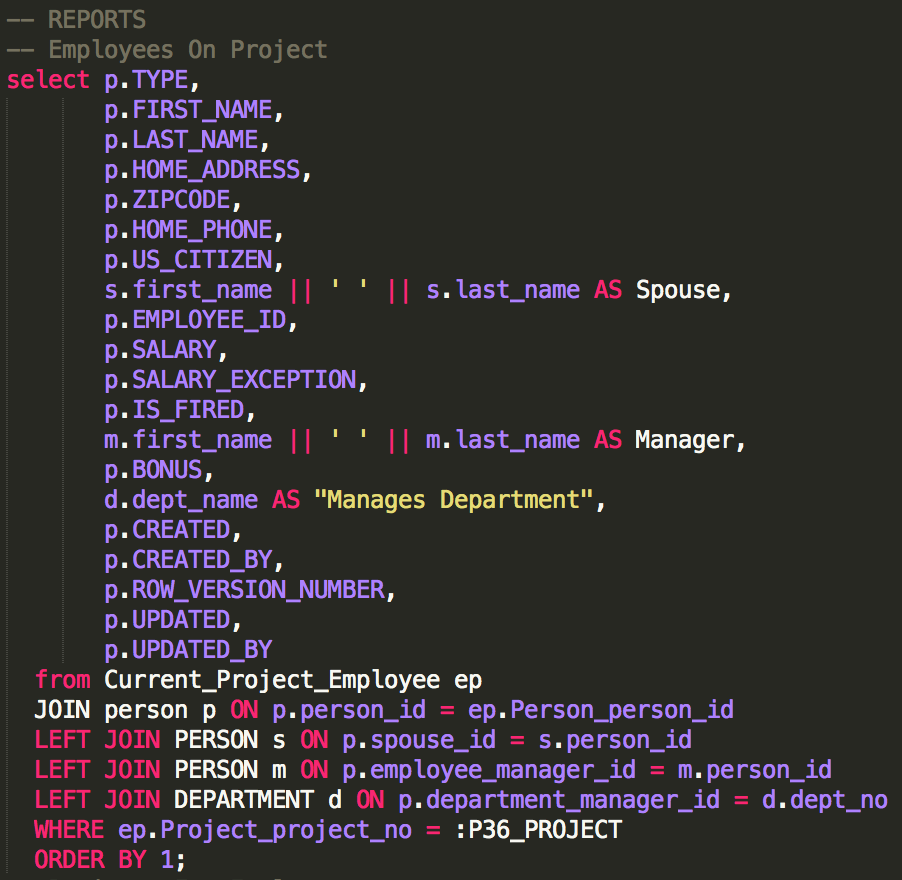 -- REPORTS
-- Employees On Project
select p.TYPE,
p.FIRST_NAME,
p.LAST_NAME,
p.HOME_ADDRESS,
p.ZIPCODE,
p.HOME_PHONE,
p.US_CITIZEN,
s.first_name || ' ' || s.last_name AS Spouse,
p.EMPLOYEE_ID,
p.SALARY,
p.SALARY_EXCEPTION,
p.IS_FIRED,
m.first_name || ' ' || m.last_name AS Manager,
p.BONUS,
d.dept_name AS "Manages Department",
p.CREATED,
p.CREATED_BY,
p.ROW_VERSION_NUMBER,
p.UPDATED,
p.UPDATED_BY
from Current_Project_Employee ep
JOIN person p ON p.person_id = ep.Person_person_id
LEFT JOIN PERSON s ON p.spouse_id = s.person_id
LEFT JOIN PERSON m ON p.employee_manager_id = m.person_id
LEFT JOIN DEPARTMENT d ON p.department_manager_id = d.dept_no
WHERE ep.Project_project_no = :P36_PROJECT
ORDER BY 1;